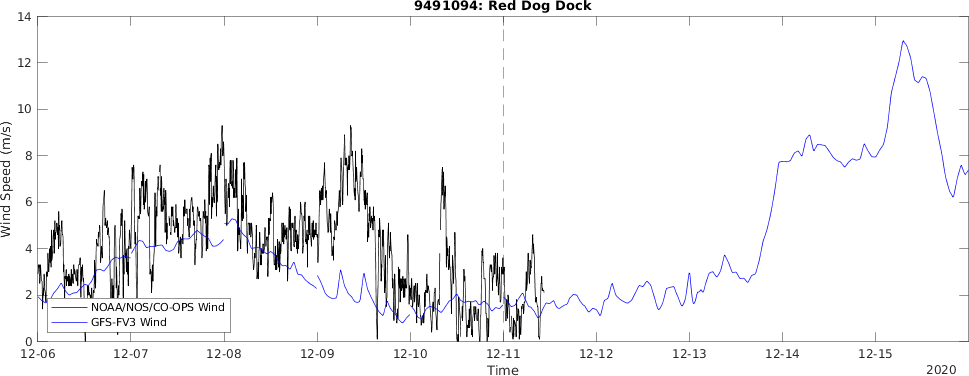 9491094: Red Dog Dock
14
12
10
8
6
4
2
0
Wind Speed (m/s)
NOAA/NOS/CO-OPS Wind
GFS-FV3 Wind
12-06 12-07 12-08 12-09 12-10 12-11 12-12 12-13 12-14 12-15
Time
2020